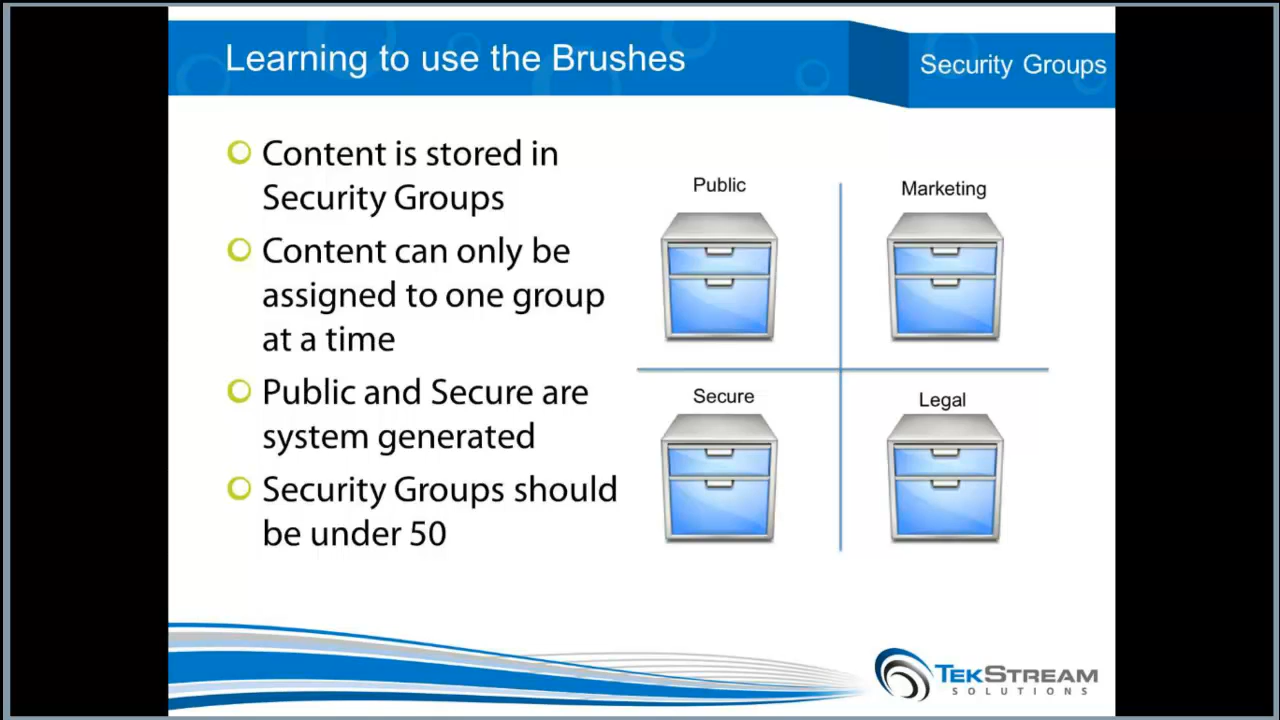 Learning to use the Brushes
Security Groups
Content is stored in
Security Groups
Content can only be
assigned to one group
at a time
Public and Secure are
system generated
Security Groups should
be under 50
Public
Marketing
Secure
Legal
TEKSTREAM
SOLUTIONS